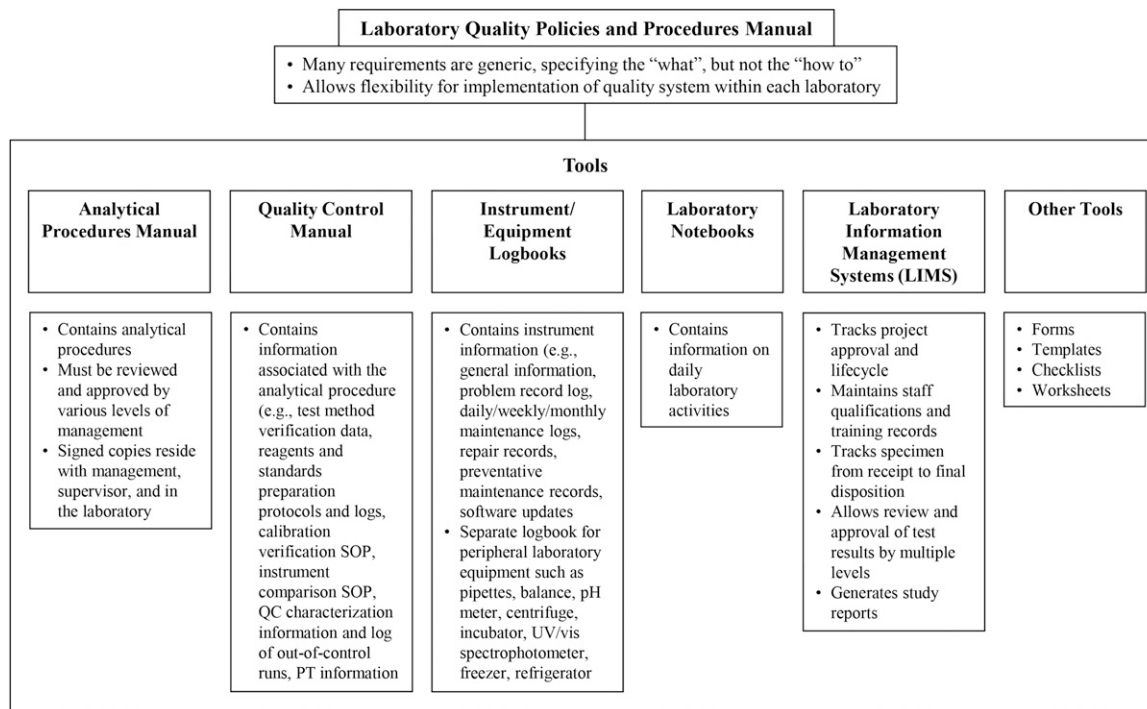 Laboratory Quality Policies and Procedures Manual
• Many requirements are generic, specifying the “what”, but not the “how to”
• Allows flexibility for implementation of quality system within each laboratory
Tools
Analytical
Procedures Manual
• Contains analytical
procedures
• Must be reviewed
and approved by
various levels of
management
• Signed copies reside
with management,
supervisor, and in
the laboratory
Quality Control
Manual
• Contains
information
associated with the
analytical procedure
(e.g., test method
verification data,
reagents and
standards
preparation
protocols and logs,
calibration
verification SOP,
instrument
comparison SOP,
QC characterization
information and log
of out-of-control
runs, PT information
Instrument/
Equipment
Logbooks
• Contains instrument
information (e.g.,
general information,
problem record log,
daily/weekly/monthly
maintenance logs,
repair records,
preventative
maintenance records,
software updates
• Separate logbook for
peripheral laboratory
equipment such as
pipettes, balance, pH
meter, centrifuge,
incubator, UV/vis
spectrophotometer,
freezer, refrigerator
Laboratory
Notebooks
• Contains
information on
daily laboratory
activities
Laboratory
Information
Management
Systems (LIMS)
• Tracks project
approval and
lifecycle
• Maintains staff
qualifications and
training records
• Tracks specimen
from receipt to final
disposition
• Allows review and
approval of test
results by multiple
levels
• Generates study
reports
Other Tools
• Forms
• Templates
• Checklists
• Worksheets